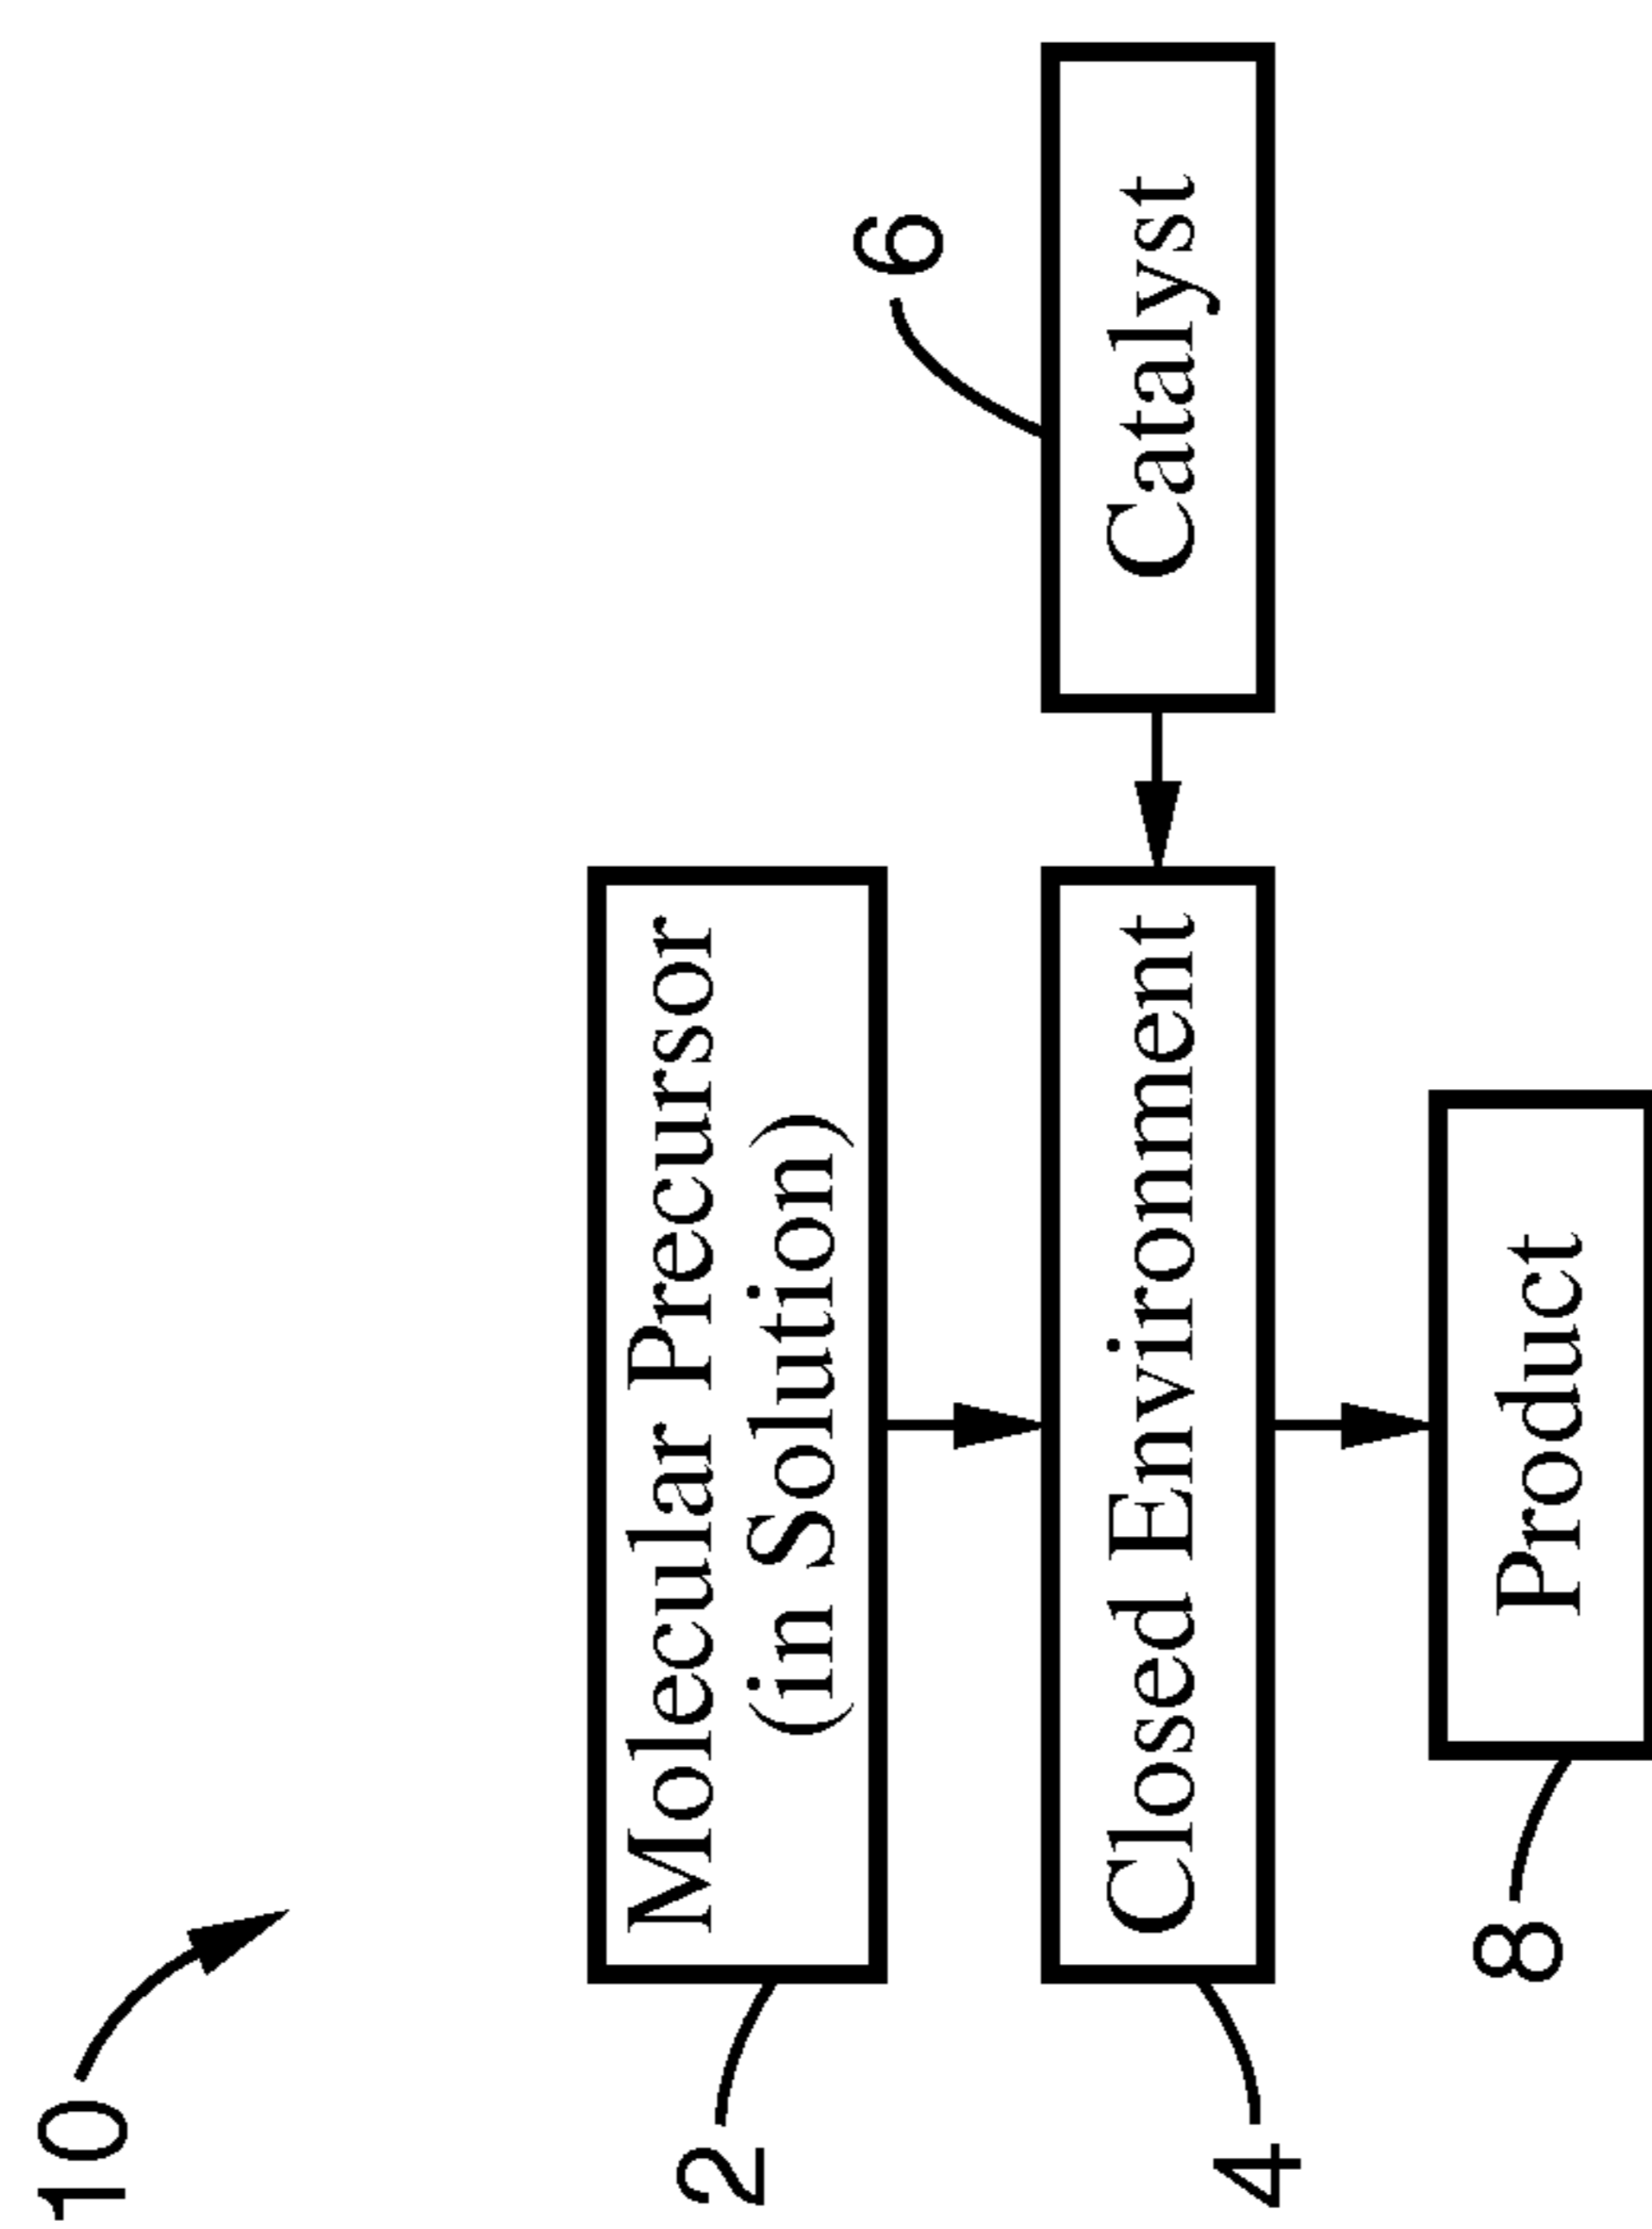 10
2
Molecular Precursor
(in Solution)
4
Closed Environment
6
Catalyst
8
Product